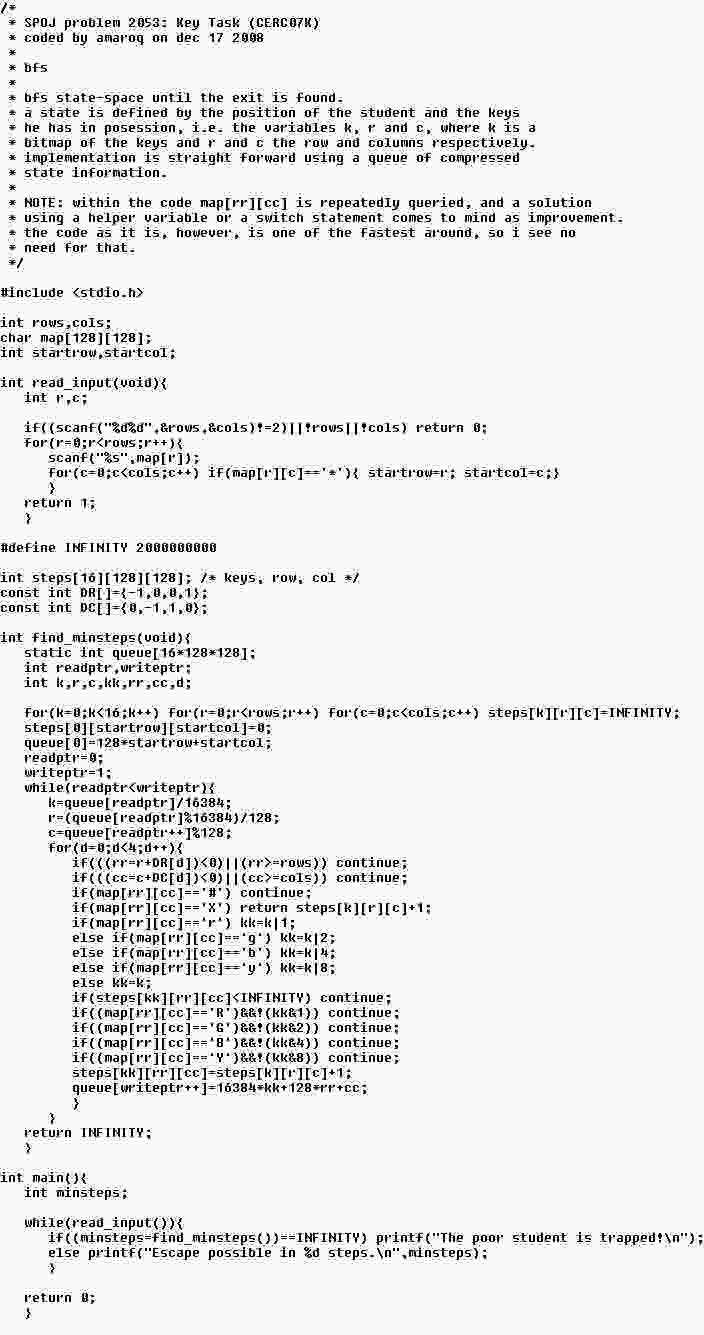 /*
 * SPOJ problem 2053: Key Task (CERC07K)
 * coded by amaroq on dec 17 2008
 *
 * bfs
 *
 * bfs state-space until the exit is found.
 * a state is defined by the position of the student and the keys
 * he has in posession, i.e. the variables k, r and c, where k is a
 * bitmap of the keys and r and c the row and columns respectively.
 * implementation is straight forward using a queue of compressed
 * state information.
 *
 * NOTE: within the code map[rr][cc] is repeatedly queried, and a solution
 * using a helper variable or a switch statement comes to mind as improvement.
 * the code as it is, however, is one of the fastest around, so i see no
 * need for that.
 */

#include <stdio.h>

int rows,cols;
char map[128][128];
int startrow,startcol;

int read_input(void){
   int r,c;

   if((scanf("%d%d",&rows,&cols)!=2)||!rows||!cols) return 0;
   for(r=0;r<rows;r++){
      scanf("%s",map[r]);
      for(c=0;c<cols;c++) if(map[r][c]=='*'){ startrow=r; startcol=c;}
      }
   return 1;
   }

#define INFINITY 2000000000

int steps[16][128][128]; /* keys, row, col */
const int DR[]={-1,0,0,1};
const int DC[]={0,-1,1,0};

int find_minsteps(void){
   static int queue[16*128*128];
   int readptr,writeptr;
   int k,r,c,kk,rr,cc,d;

   for(k=0;k<16;k++) for(r=0;r<rows;r++) for(c=0;c<cols;c++) steps[k][r][c]=INFINITY;
   steps[0][startrow][startcol]=0;
   queue[0]=128*startrow+startcol;
   readptr=0;
   writeptr=1;
   while(readptr<writeptr){
      k=queue[readptr]/16384;
      r=(queue[readptr]%16384)/128;
      c=queue[readptr++]%128;
      for(d=0;d<4;d++){
         if(((rr=r+DR[d])<0)||(rr>=rows)) continue;
         if(((cc=c+DC[d])<0)||(cc>=cols)) continue;
         if(map[rr][cc]=='#') continue;
         if(map[rr][cc]=='X') return steps[k][r][c]+1;
         if(map[rr][cc]=='r') kk=k|1;
         else if(map[rr][cc]=='g') kk=k|2;
         else if(map[rr][cc]=='b') kk=k|4;
         else if(map[rr][cc]=='y') kk=k|8;
         else kk=k;
         if(steps[kk][rr][cc]<INFINITY) continue;
         if((map[rr][cc]=='R')&&!(kk&1)) continue;
         if((map[rr][cc]=='G')&&!(kk&2)) continue;
         if((map[rr][cc]=='B')&&!(kk&4)) continue;
         if((map[rr][cc]=='Y')&&!(kk&8)) continue;
         steps[kk][rr][cc]=steps[k][r][c]+1;
         queue[writeptr++]=16384*kk+128*rr+cc;
         }
      }
   return INFINITY;
   }

int main(){
   int minsteps;

   while(read_input()){
      if((minsteps=find_minsteps())==INFINITY) printf("The poor student is trapped!\n");
      else printf("Escape possible in %d steps.\n",minsteps);
      }

   return 0;
   }